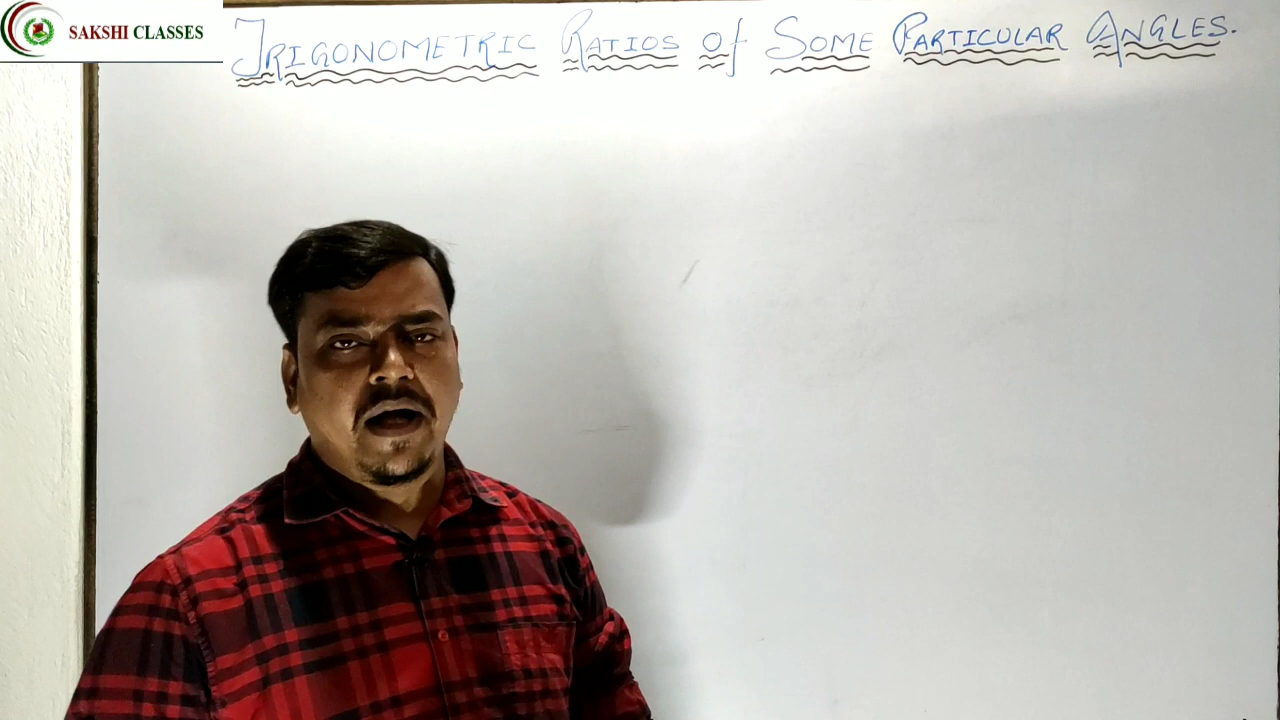 SAKSHI CLASSES
TRIGONOMETRIC RATIOS Of SOME PARTICULAR ANGLES.